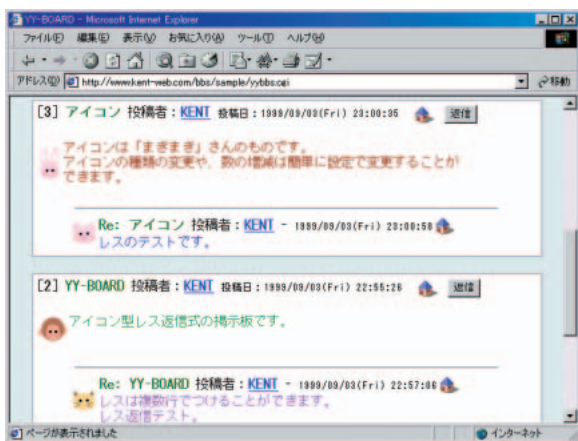 YY-BOARD - Microsoft Internet Explorer
ファイル(F) 編集(E) 表示(V) お気に入り(A) ツール(T) ヘルプ(H)
アドレス(D) http://www.kent-web.com/bbs/sample/yybbs.cgi 移動
[3] アイコン 投稿者：KENT 投稿日：1999/09/03(Fri) 23:00:35 返信
アイコンは「まきまき」さんのものです。
アイコンの種類の変更や、数の増減は簡単に設定で変更することが
できます。
Re: アイコン 投稿者：KENT - 1999/09/03(Fri) 23:00:58
レスのテストです。
[2] YY-BOARD 投稿者：KENT 投稿日：1999/09/03(Fri) 22:55:26 返信
アイコン型レス返信式の掲示板です。
Re: YY-BOARD 投稿者：KENT - 1999/09/03(Fri) 22:57:06
レスは複数行でつけることができます。
レス返信テスト。
ページが表示されました インターネット